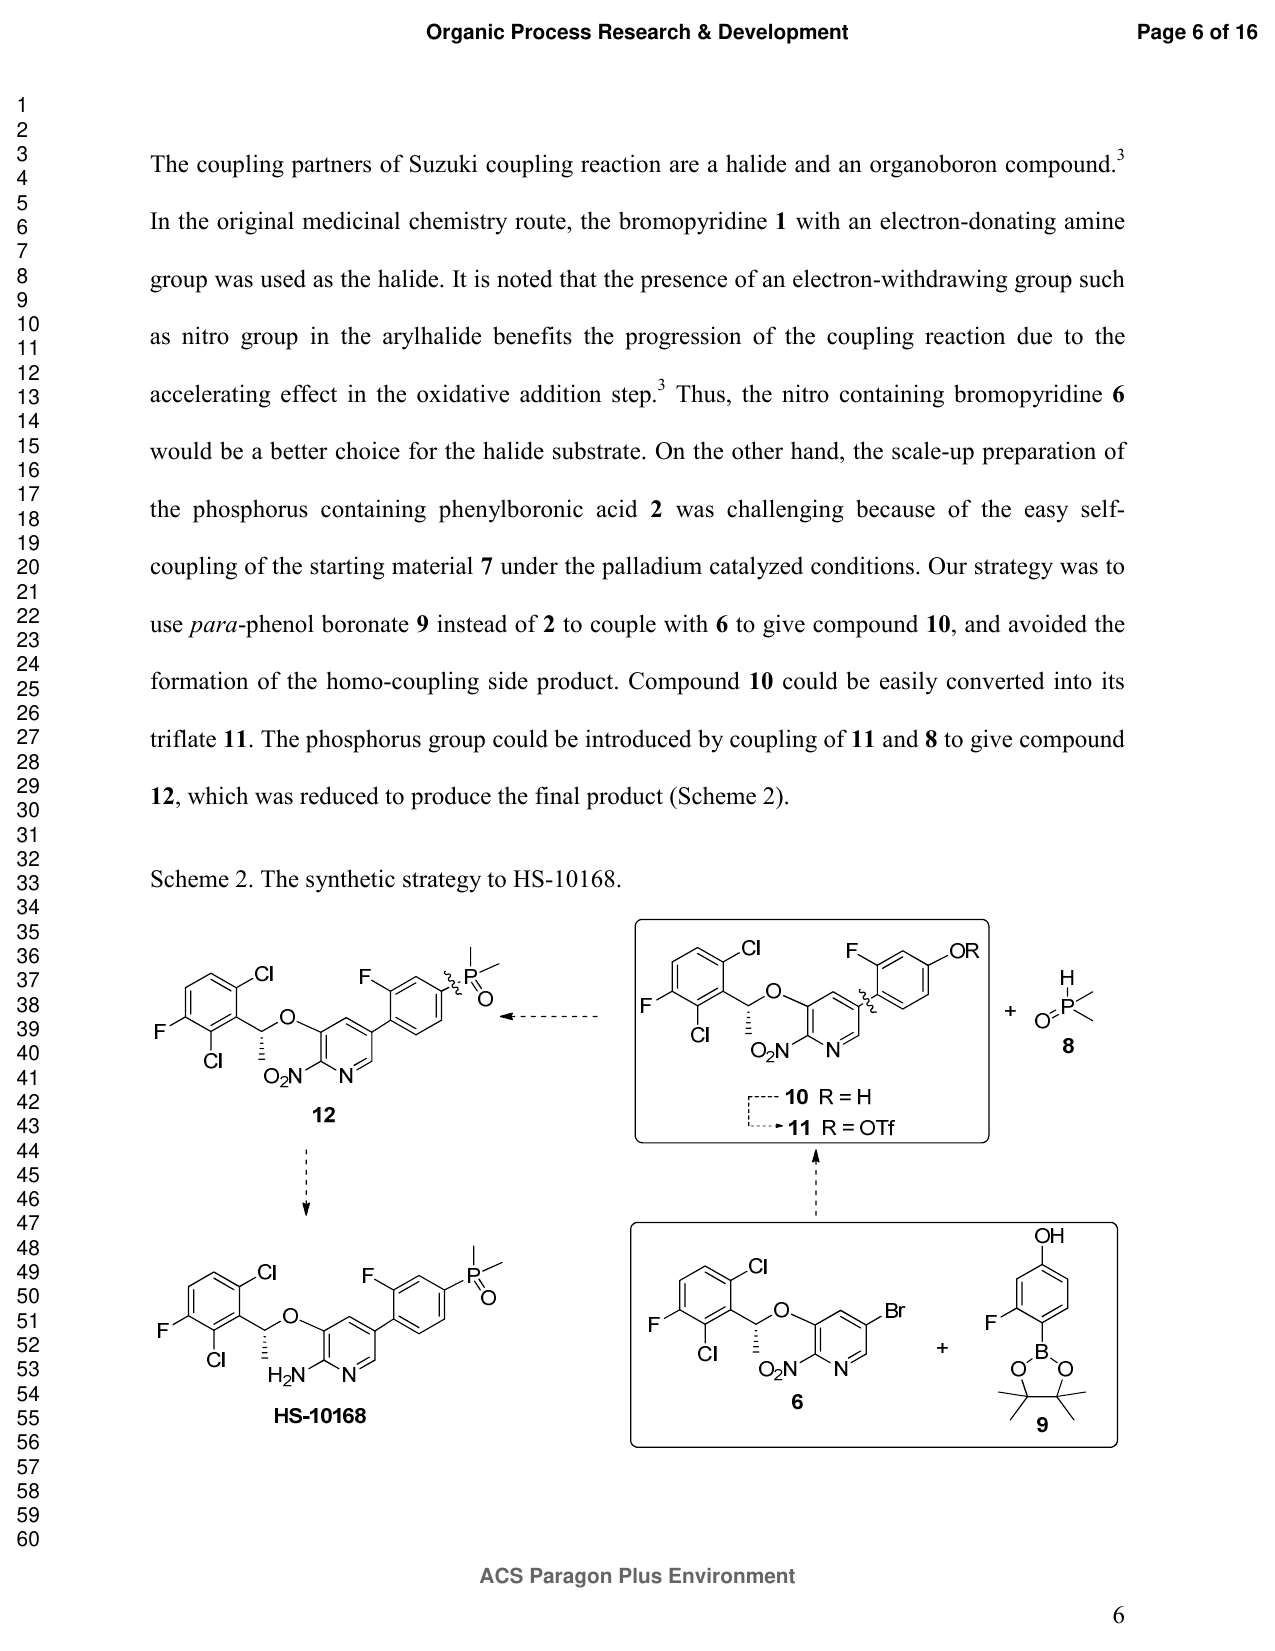 Organic Process Research & Development
Page 6 of 16
1
2
3
4
5
6
7
8
9
10
11
12
13
14
15
16
17
18
19
20
21
22
23
24
25
26
27
28
29
30
31
32
33
34
35
36
37
38
39
40
41
42
43
44
45
46
47
48
49
50
51
52
53
54
55
56
57
58
59
60
The coupling partners of Suzuki coupling reaction are a halide and an organoboron compound.3
In the original medicinal chemistry route, the bromopyridine 1 with an electron-donating amine
group was used as the halide. It is noted that the presence of an electron-withdrawing group such
as nitro group in the arylhalide benefits the progression of the coupling reaction due to the
accelerating effect in the oxidative addition step.3 Thus, the nitro containing bromopyridine 6
would be a better choice for the halide substrate. On the other hand, the scale-up preparation of
the phosphorus containing phenylboronic acid 2 was challenging because of the easy self-
coupling of the starting material 7 under the palladium catalyzed conditions. Our strategy was to
use para-phenol boronate 9 instead of 2 to couple with 6 to give compound 10, and avoided the
formation of the homo-coupling side product. Compound 10 could be easily converted into its
triflate 11. The phosphorus group could be introduced by coupling of 11 and 8 to give compound
12, which was reduced to produce the final product (Scheme 2).
Scheme 2. The synthetic strategy to HS-10168.
Cl
F
P
O
O
F
Cl
O2N
N
12
Cl
F
OR
O
F
Cl
O2N
N
10 R = H
11 R = OTf
+
H
P
O
8
Cl
F
P
O
O
F
Cl
H2N
N
HS-10168
Cl
O
Br
F
Cl
O2N
N
6
+
OH
F
B
O
O
9
ACS Paragon Plus Environment
6